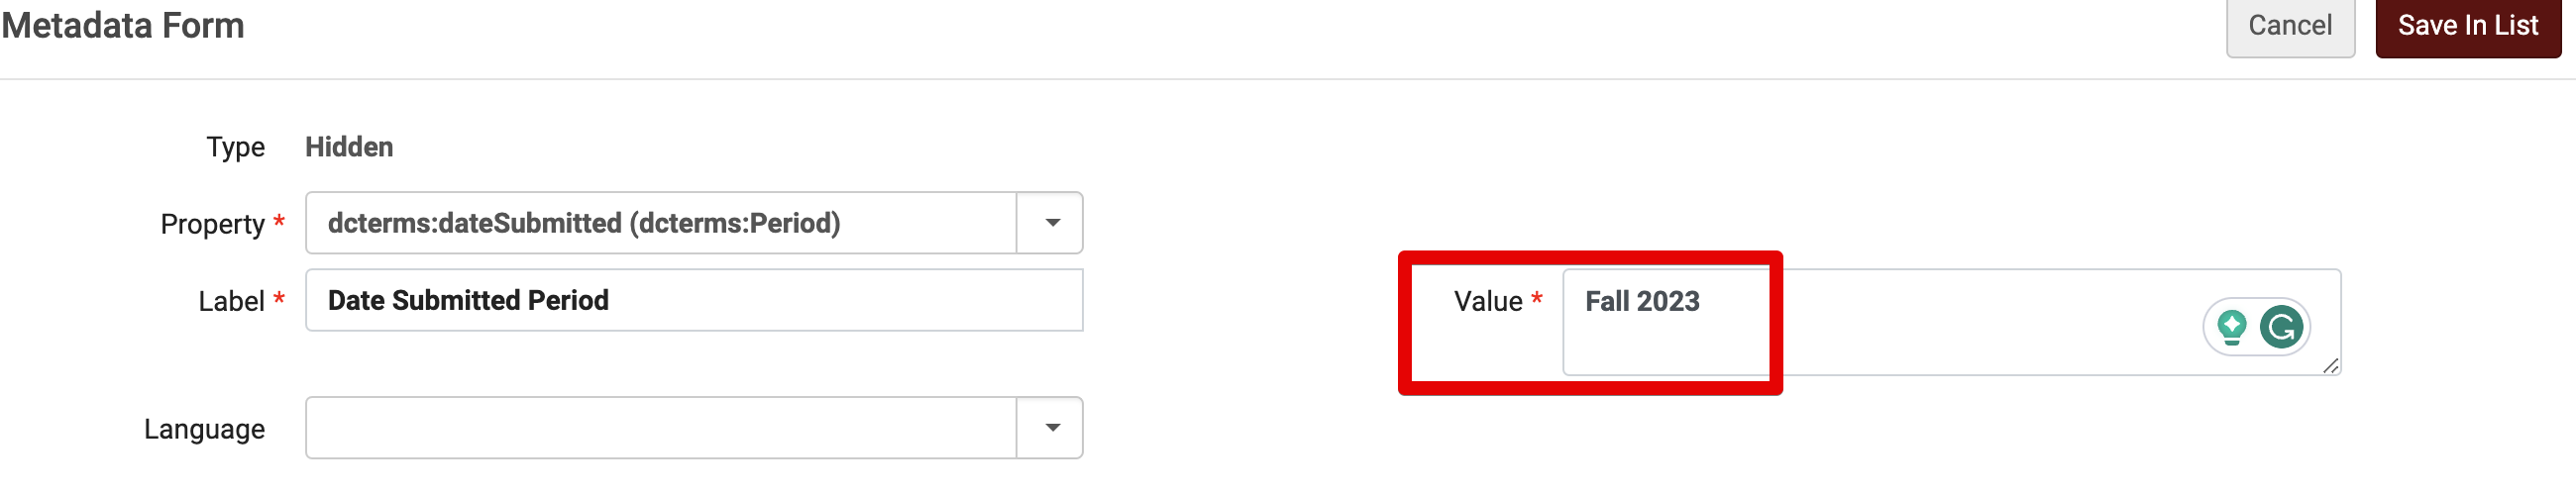 Metadata Form
Cancel
Save In List
Type Hidden
Property * dcterms:dateSubmitted (dcterms:Period)
Label * Date Submitted Period
Value * Fall 2023
Language